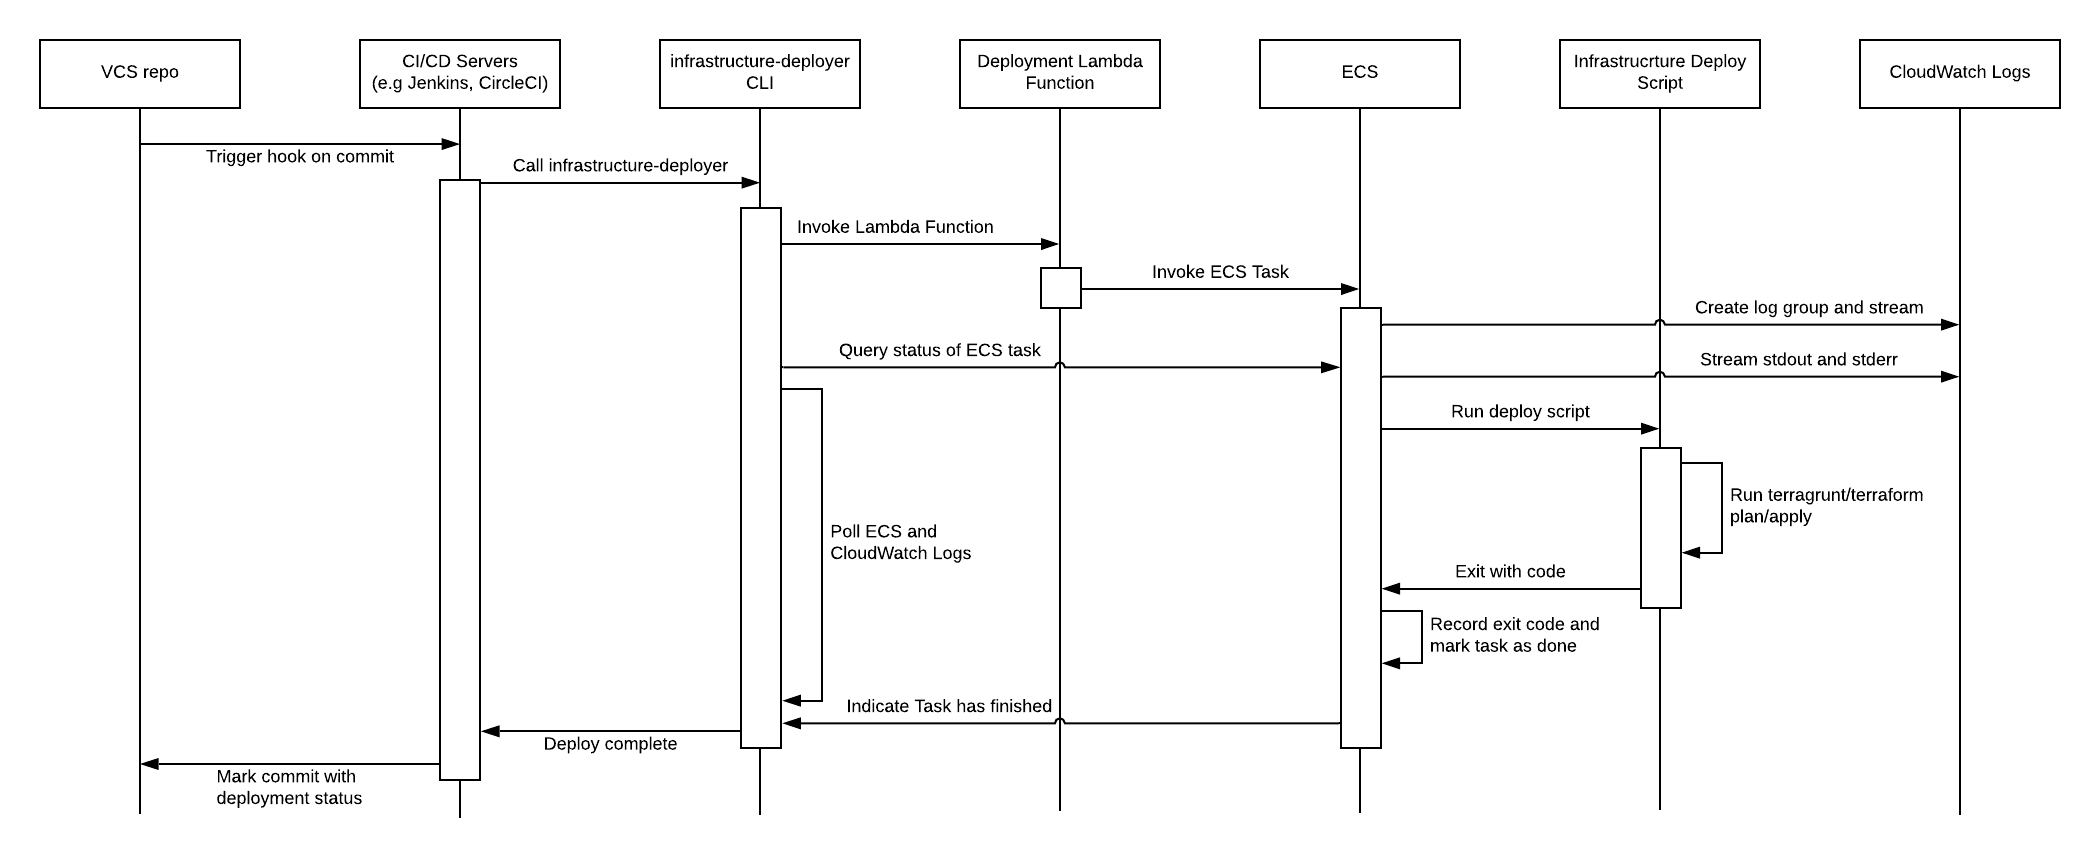 VCS repo
CI/CD Servers
(e.g Jenkins, CircleCI)
infrastructure-deployer
CLI
Deployment Lambda
Function
ECS
Infrastrucrture Deploy
Script
CloudWatch Logs
Trigger hook on commit
Call infrastructure-deployer
Invoke Lambda Function
Invoke ECS Task
Create log group and stream
Query status of ECS task
Stream stdout and stderr
Run deploy script
Run terragrunt/terraform
plan/apply
Poll ECS and
CloudWatch Logs
Exit with code
Record exit code and
mark task as done
Indicate Task has finished
Deploy complete
Mark commit with
deployment status